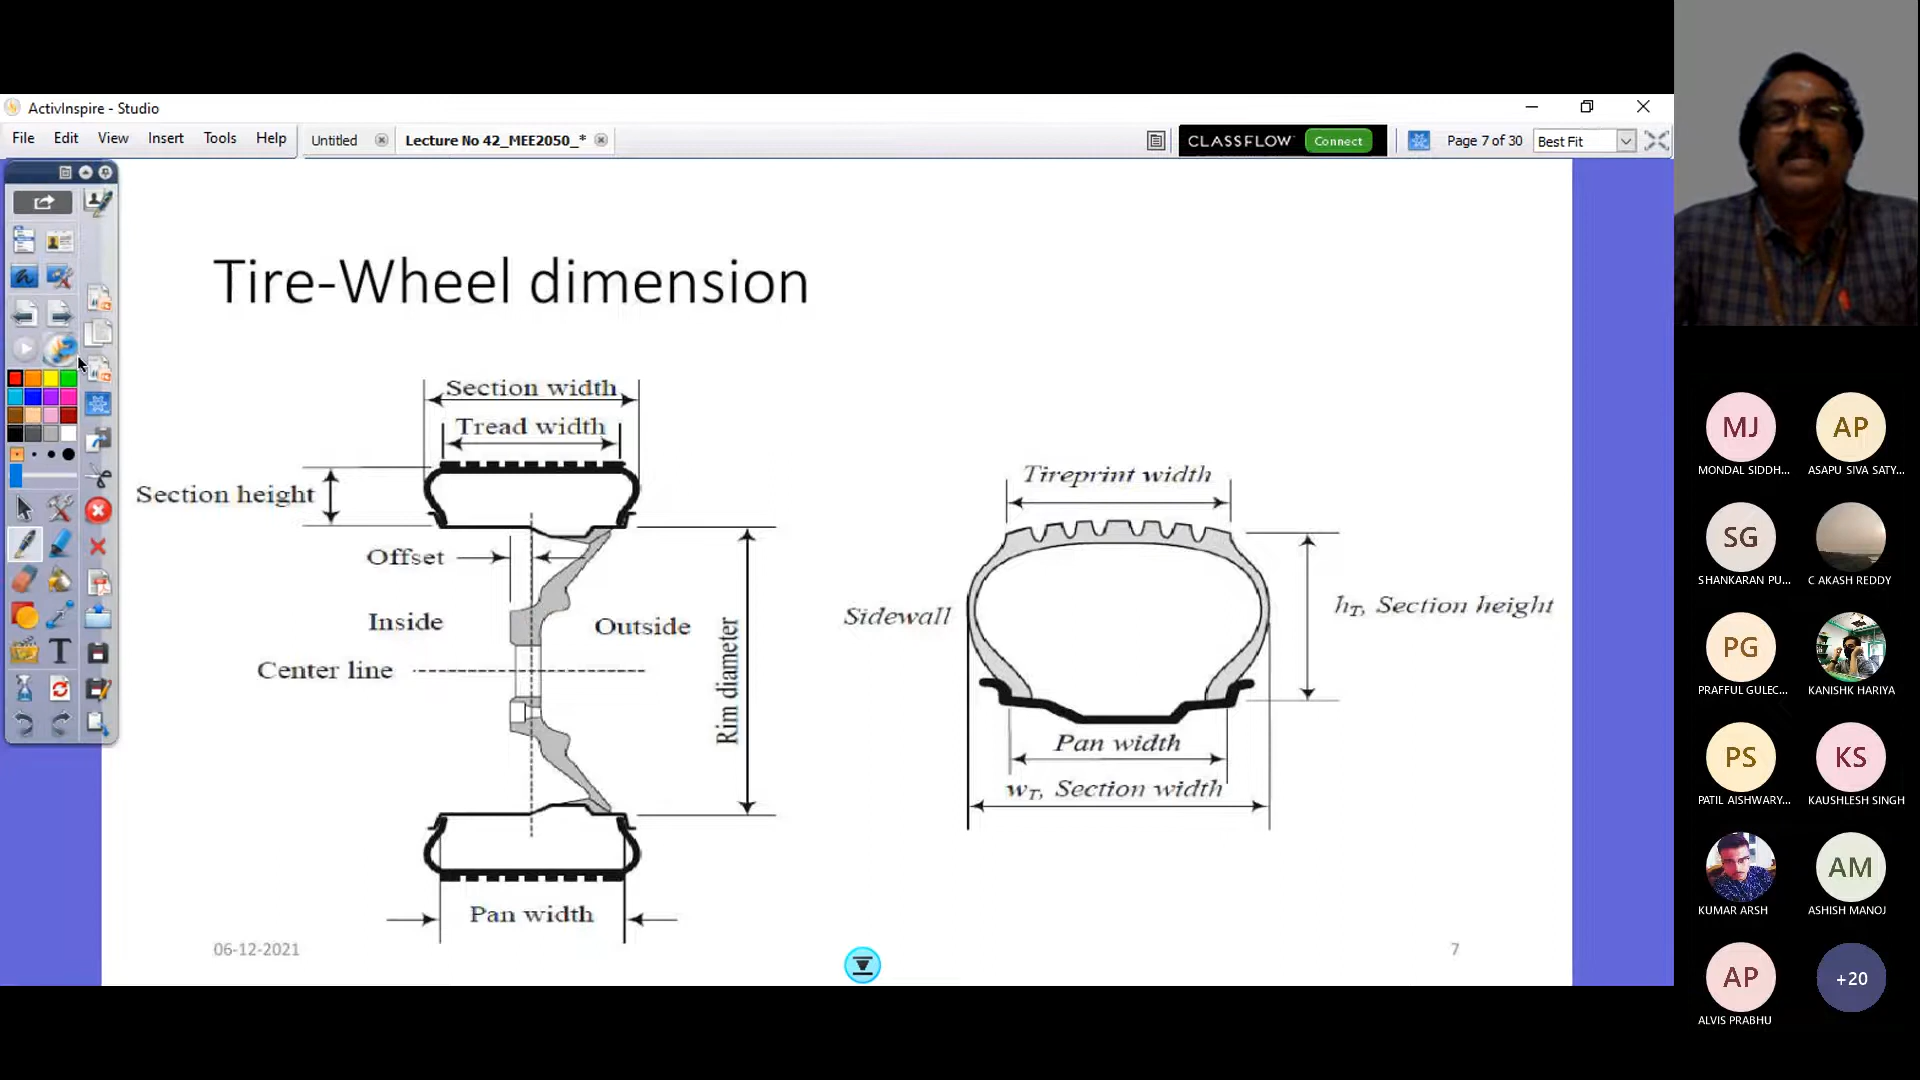 ActivInspire - Studio
File Edit View Insert Tools Help
Untitled
Lecture No 42_MEE2050_*
CLASSFLOW Connect
Page 7 of 30
Best Fit
Tire-Wheel dimension
Section width
Tread width
Section height
Offset
Inside
Outside
Center line
Rim diameter
Pan width
Tireprint width
Sidewall
hT, Section height
Pan width
wT, Section width
06-12-2021
7
MJ
MONDAL SIDDH...
AP
ASAPU SIVA SATY...
SG
SHANKARAN PU...
C AKASH REDDY
PG
PRAFFUL GULEC...
KANISHK HARIYA
PS
PATIL AISHWARY...
KS
KAUSHLESH SINGH
KUMAR ARSH
AM
ASHISH MANOJ
AP
ALVIS PRABHU
+20